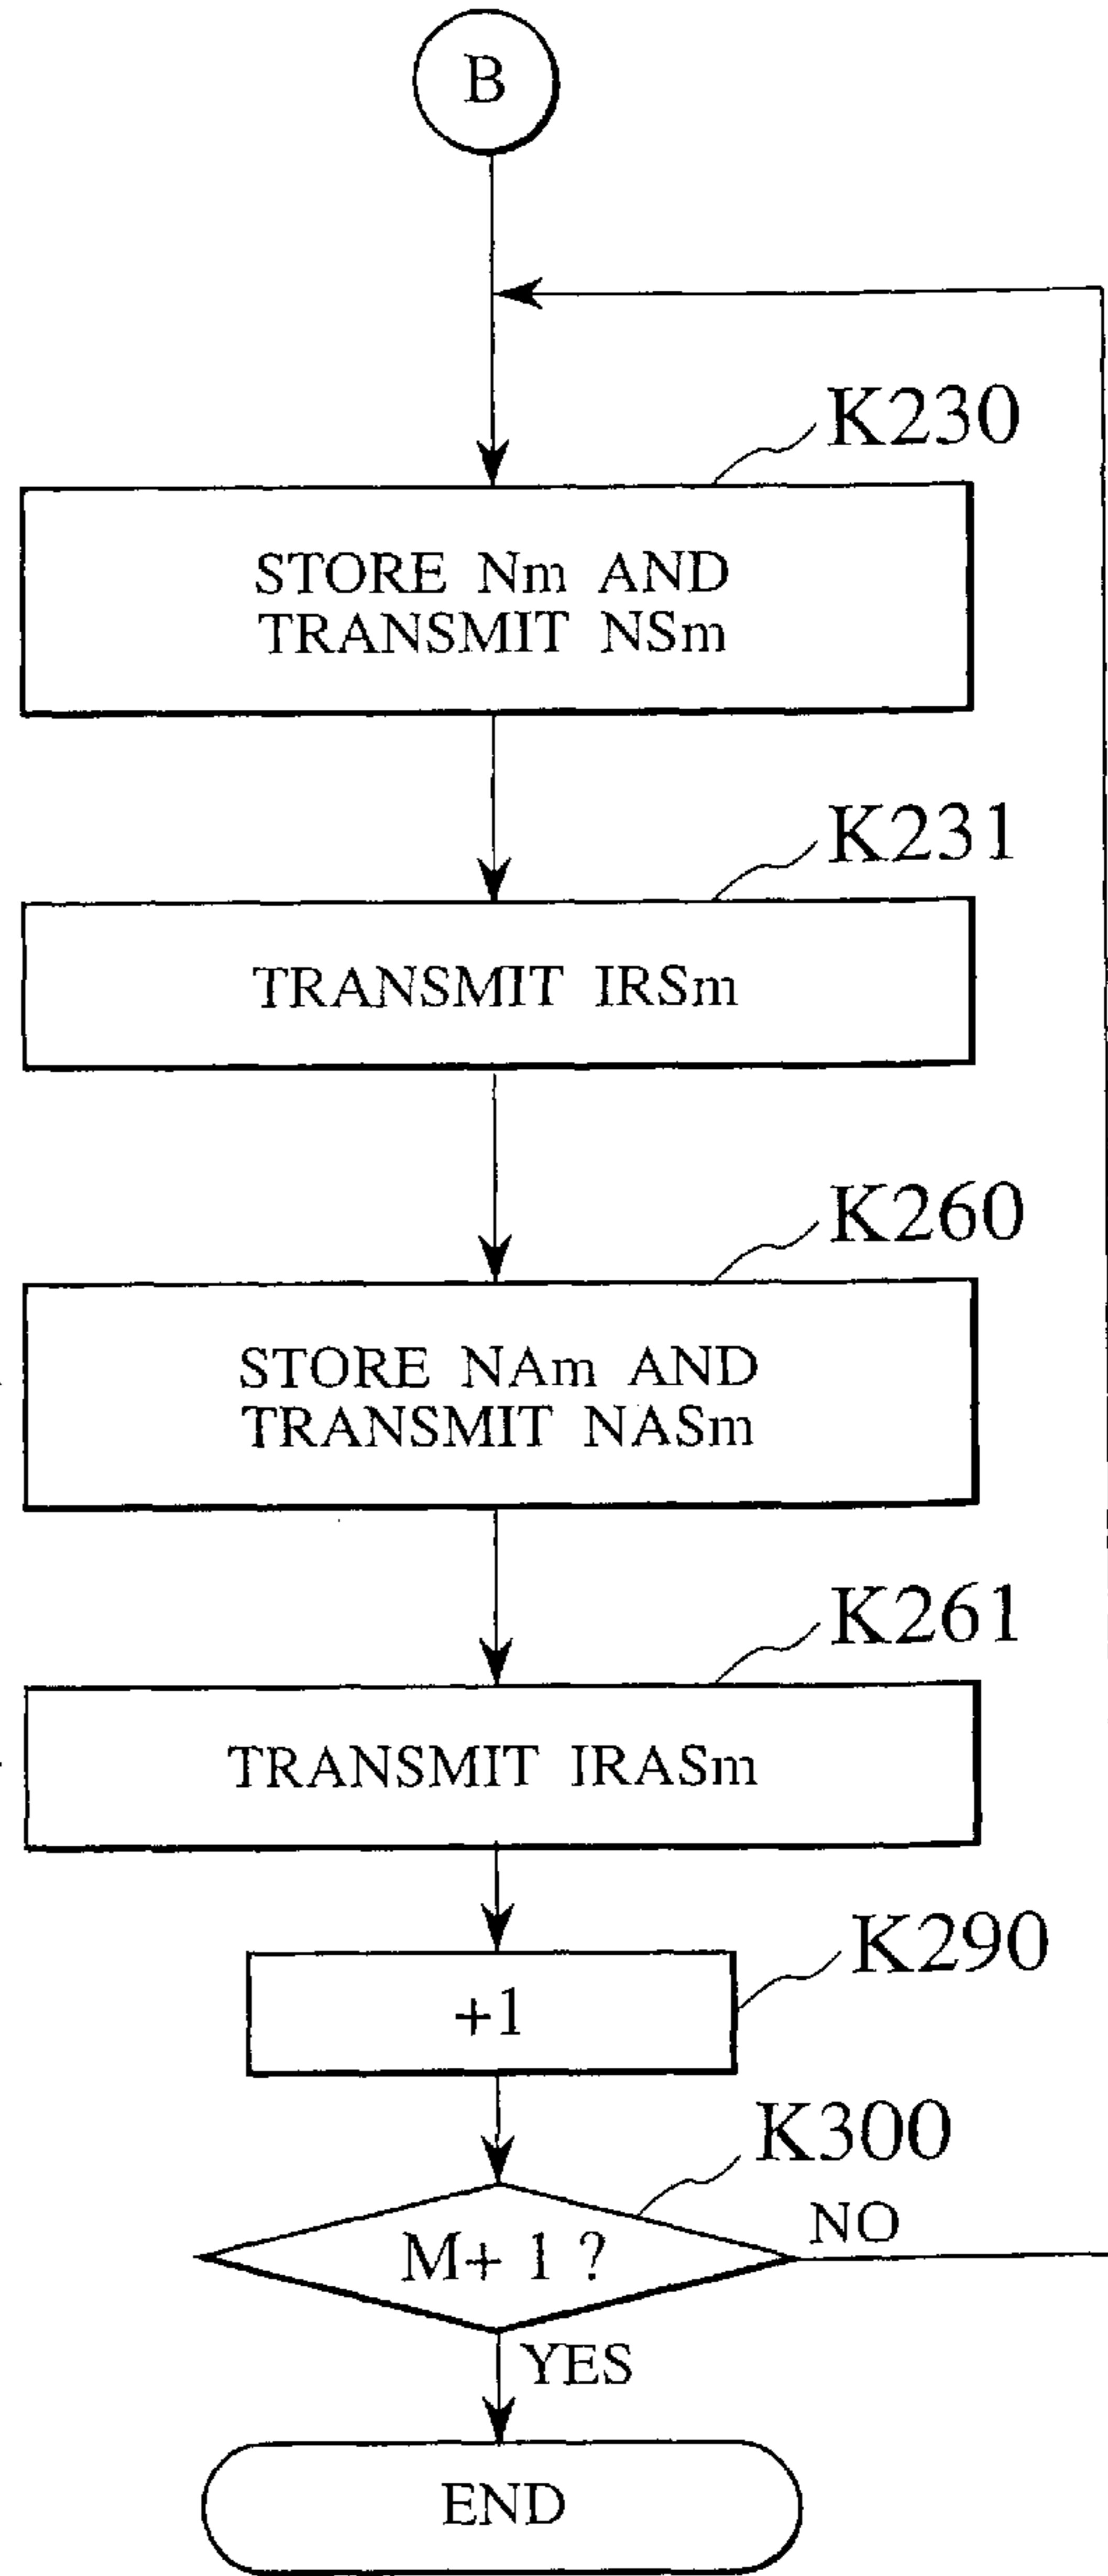 B
K230
STORE Nm AND
TRANSMIT NSm
K231
TRANSMIT IRSm
K260
STORE NAm AND
TRANSMIT NASm
K261
TRANSMIT IRASm
K290
+1
K300
M+ 1 ?
NO
YES
END